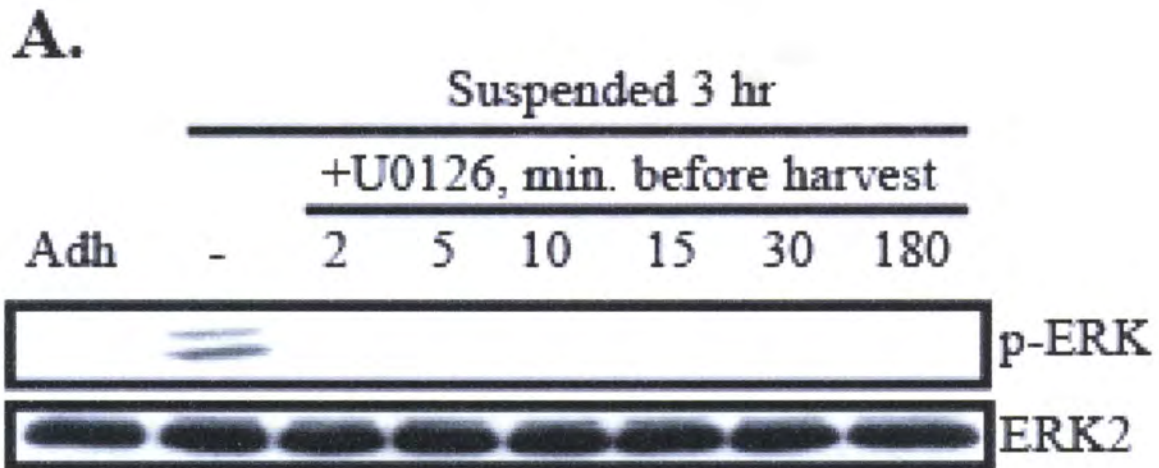 A.
Suspended 3 hr
+U0126, min. before harvest
Adh - 2 5 10 15 30 180
p-ERK
ERK2